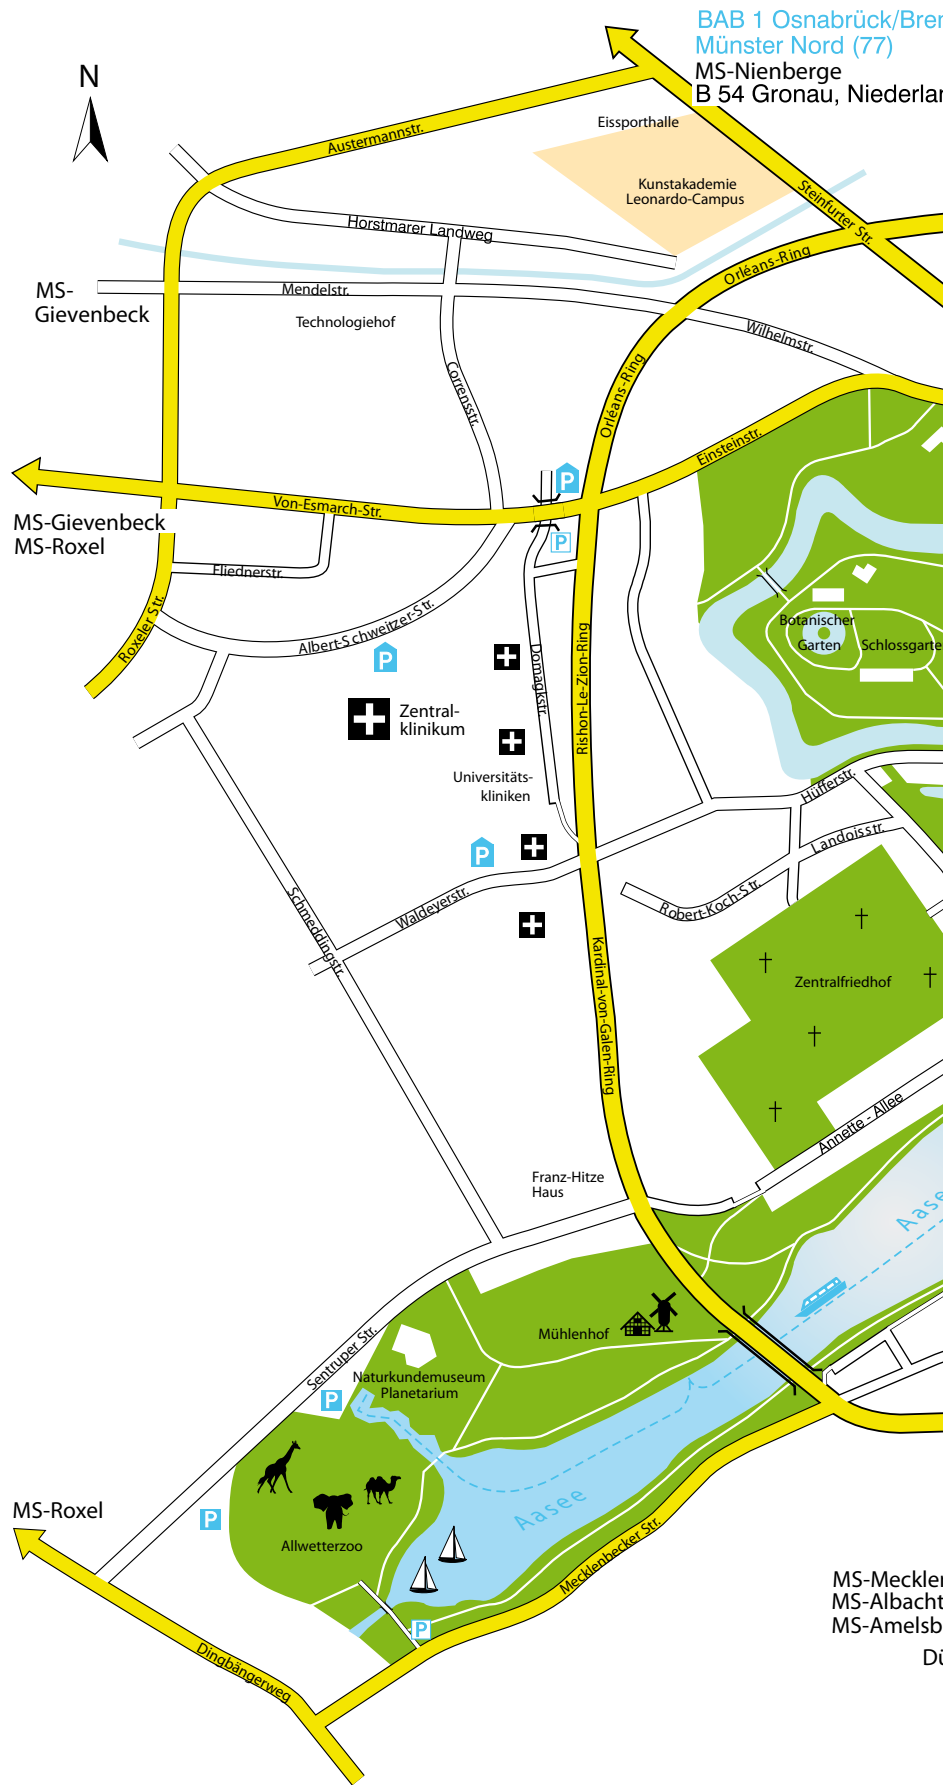 BAB 1 Osnabrück/Brer
Münster Nord (77)
MS-Nienberge
B 54 Gronau, Niederlan
N
Austermannstr.
Eissporthalle
Kunstakademie
Leonardo-Campus
Steinfurter Str.
Horstmarer Landweg
Orléans-Ring
MS-
Gievenbeck
Mendelstr.
Technologiehof
Wilhelmstr.
Corrensstr.
Orléans-Ring
Einsteinstr.
P
Von-Esmarch-Str.
MS-Gievenbeck
MS-Roxel
P
Fliednerstr.
Roxeler Str.
Albert-Schweitzer-Str.
Botanischer
Garten
Schlossgarte
P
Domagkstr.
Rishon-Le-Zion-Ring
Zentral-
klinikum
Universitäts-
kliniken
Hüfferstr.
Landoisstr.
P
Robert-Koch-Str.
Waldeyerstr.
Schmeddingstr.
Kardinal-von-Galen-Ring
Zentralfriedhof
Annette - Allee
Franz-Hitze
Haus
Aase
Mühlenhof
Sentruper Str.
Naturkundemuseum
Planetarium
P
Aasee
MS-Roxel
P
Allwetterzoo
Mecklenbecker Str.
MS-Meckler
MS-Albacht
MS-Amelsb
P
Dü
Dingbängerweg